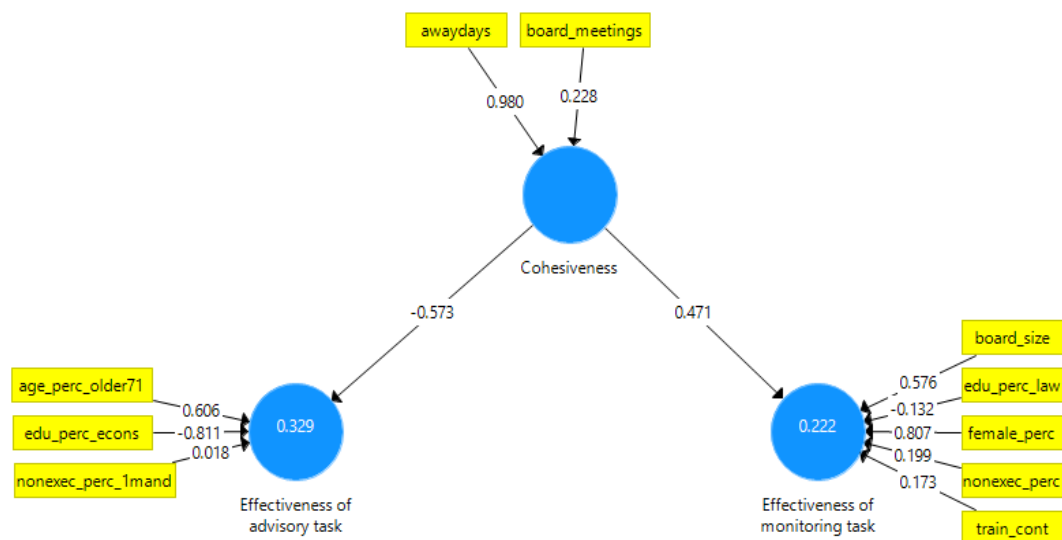 awaydays
board_meetings
0.980
0.228
Cohesiveness
-0.573
0.471
age_perc_older71
0.606
edu_perc_econs
-0.811
nonexec_perc_1mand
0.018
0.329
Effectiveness of
advisory task
0.222
Effectiveness of
monitoring task
board_size
0.576
edu_perc_law
-0.132
female_perc
0.807
nonexec_perc
0.199
train_cont
0.173